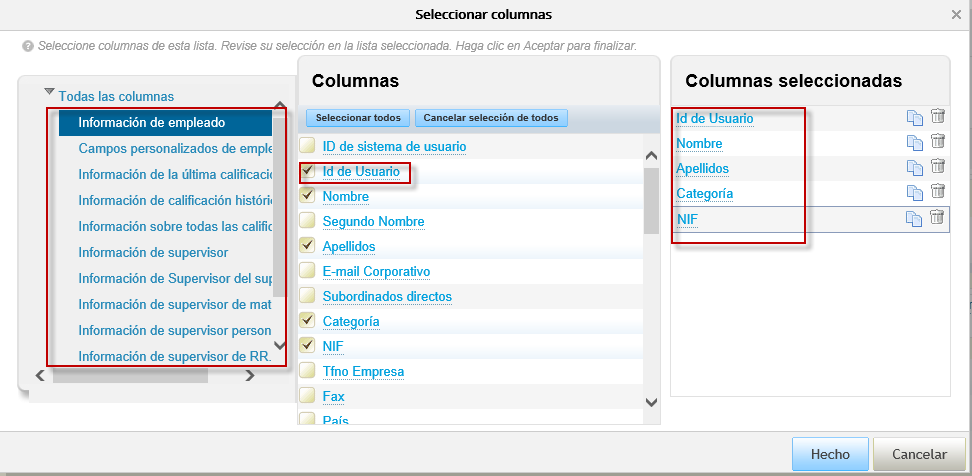 Seleccionar columnas
Seleccione columnas de esta lista. Revise su selección en la lista seleccionada. Haga clic en Aceptar para finalizar.
Todas las columnas
Información de empleado
Campos personalizados de emple
Información de la última calificació
Información de calificación históri
Información sobre todas las califi
Información de supervisor
Información de Supervisor del sup
Información de supervisor de mat
Información de supervisor person
Información de supervisor de RR.
Columnas
Seleccionar todos
Cancelar selección de todos
ID de sistema de usuario
Id de Usuario
Nombre
Segundo Nombre
Apellidos
E-mail Corporativo
Subordinados directos
Categoría
NIF
Tfno Empresa
Fax
País
Columnas seleccionadas
Id de Usuario
Nombre
Apellidos
Categoría
NIF
Hecho
Cancelar